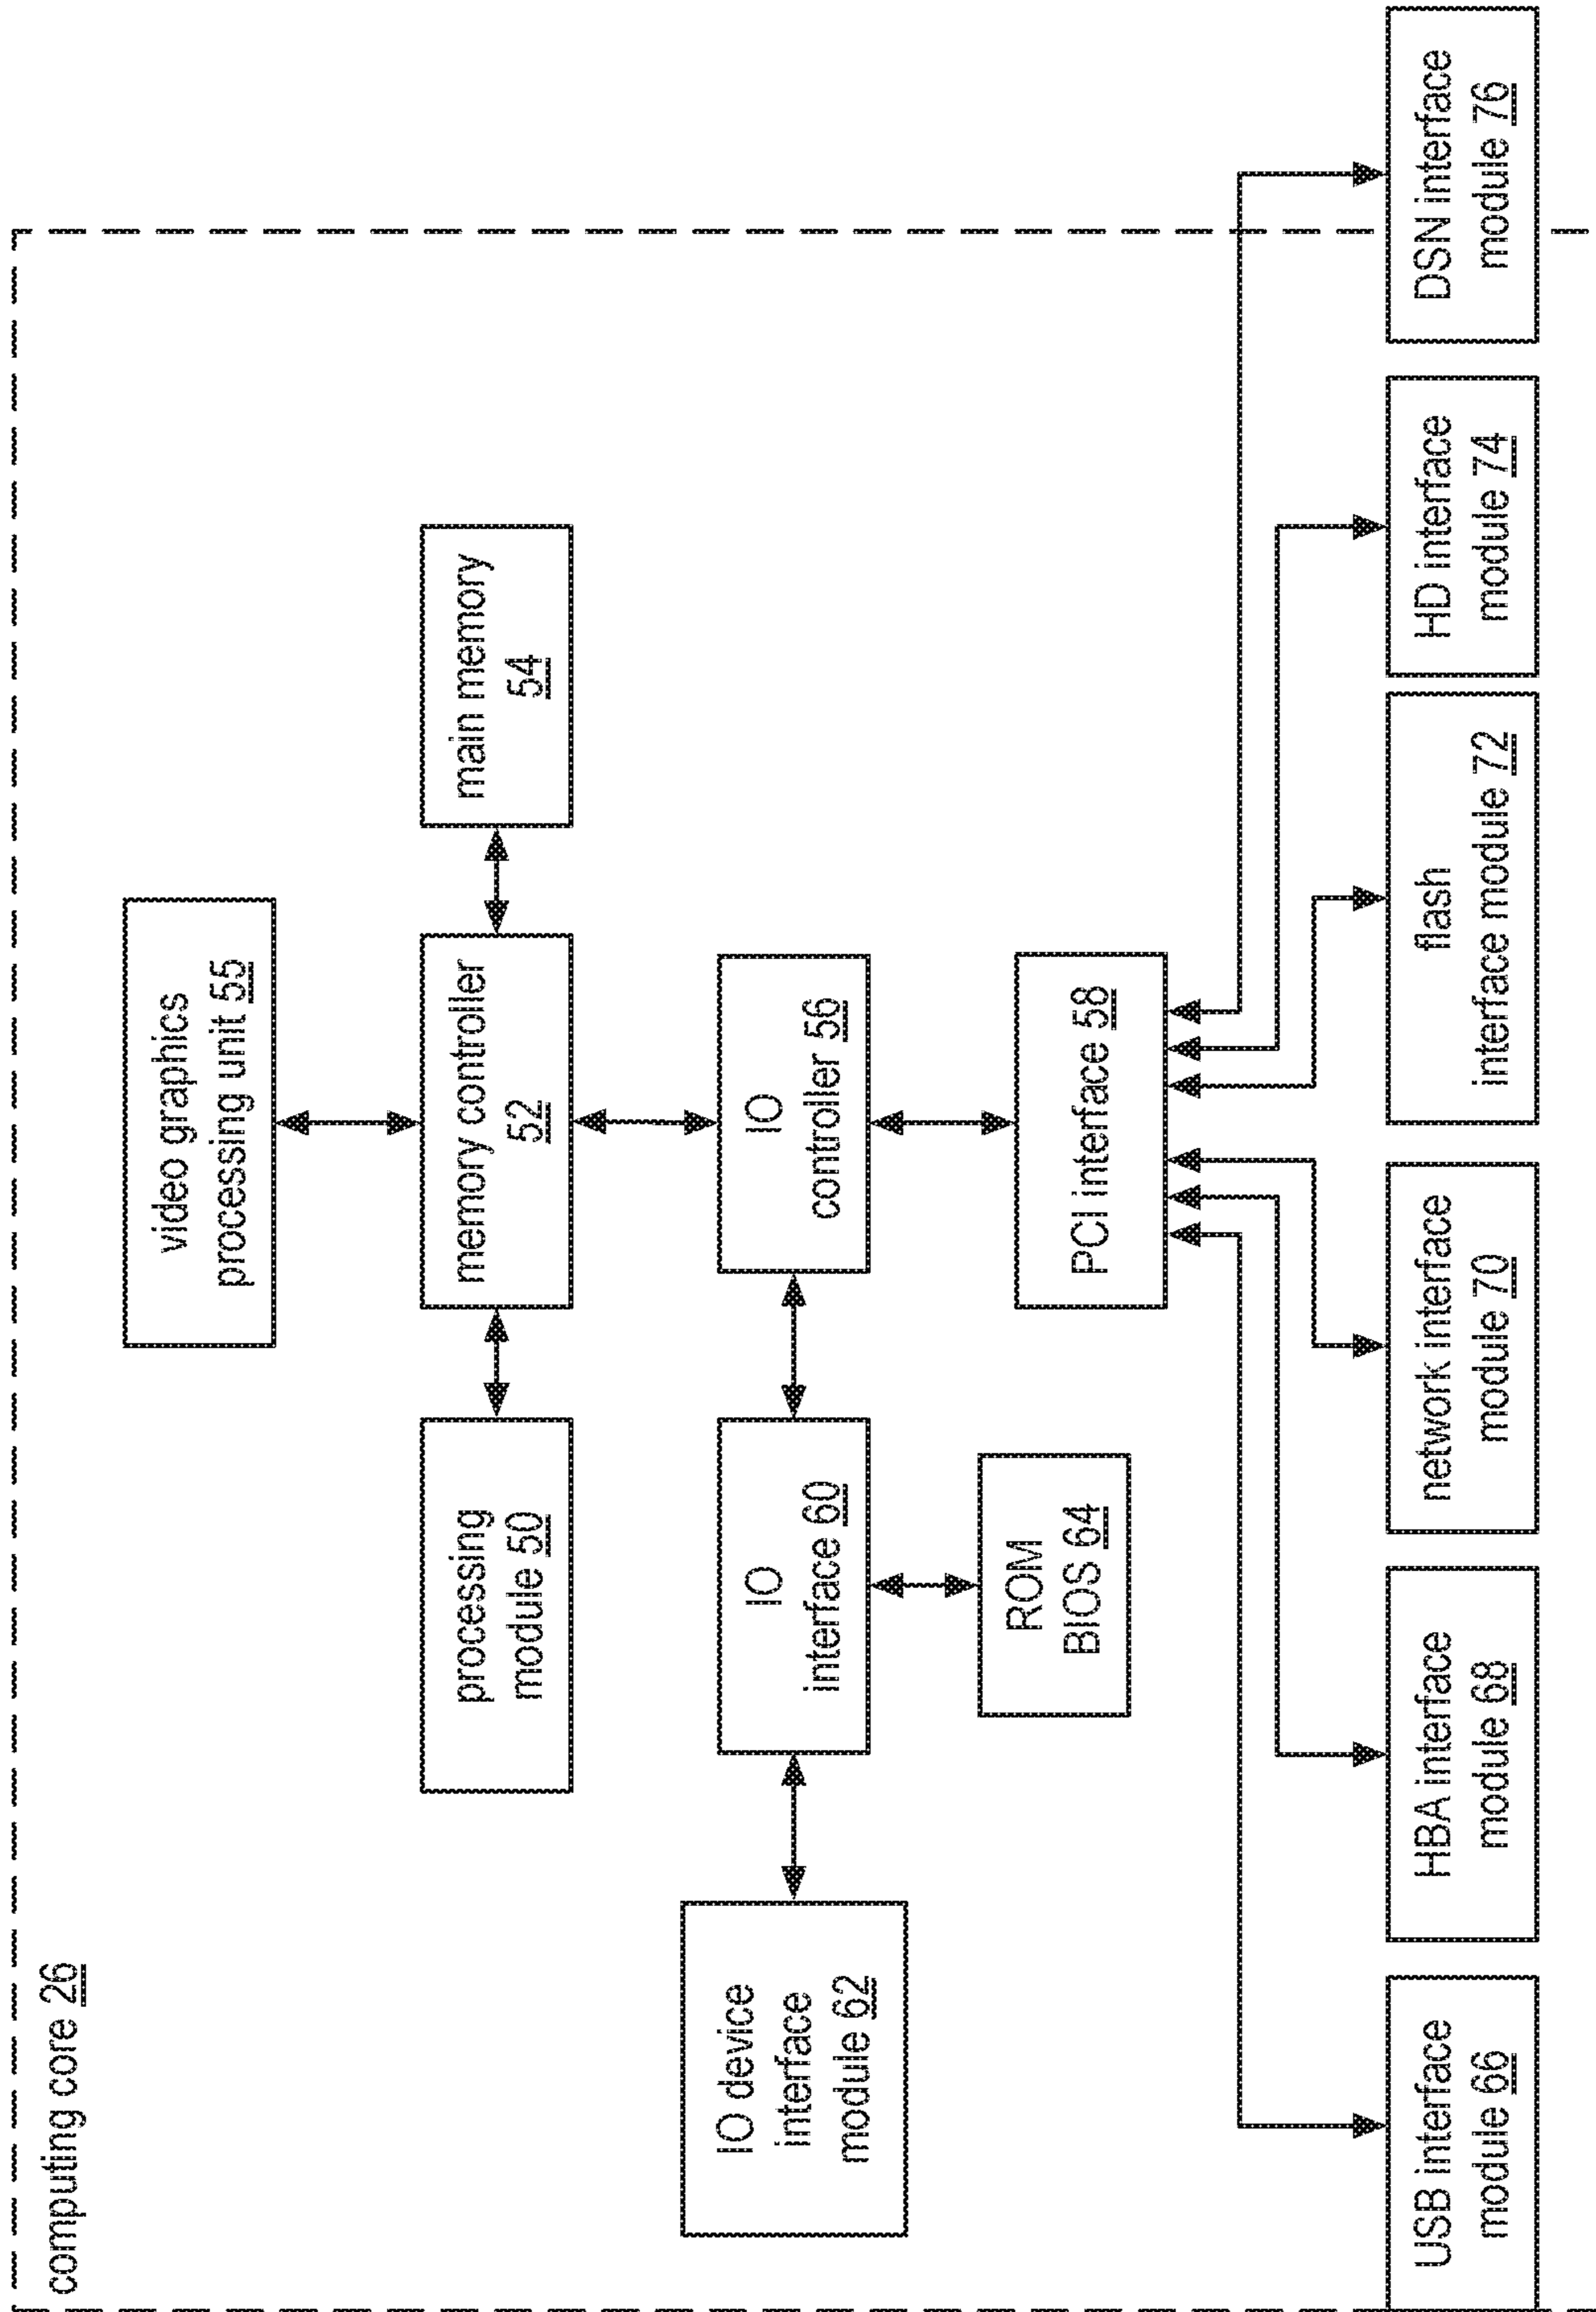 computing core 26
video graphics
processing unit 55
processing
module 50
memory controller
52
main memory
54
IO device
interface
module 62
IO
interface 60
IO
controller 56
ROM
BIOS 64
PCI interface 58
USB interface
module 66
HBA interface
module 68
network interface
module 70
flash
interface module 72
HD interface
module 74
DSN interface
module 76